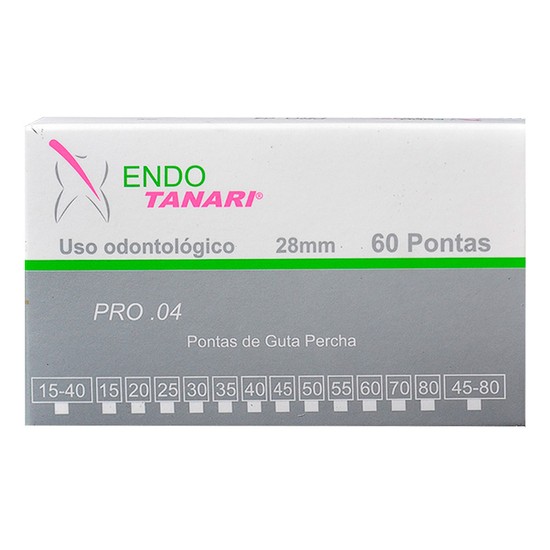 ENDO
TANARI®
Uso odontológico 28mm 60 Pontas
PRO .04
Pontas de Guta Percha
15-40 15 20 25 30 35 40 45 50 55 60 70 80 45-80